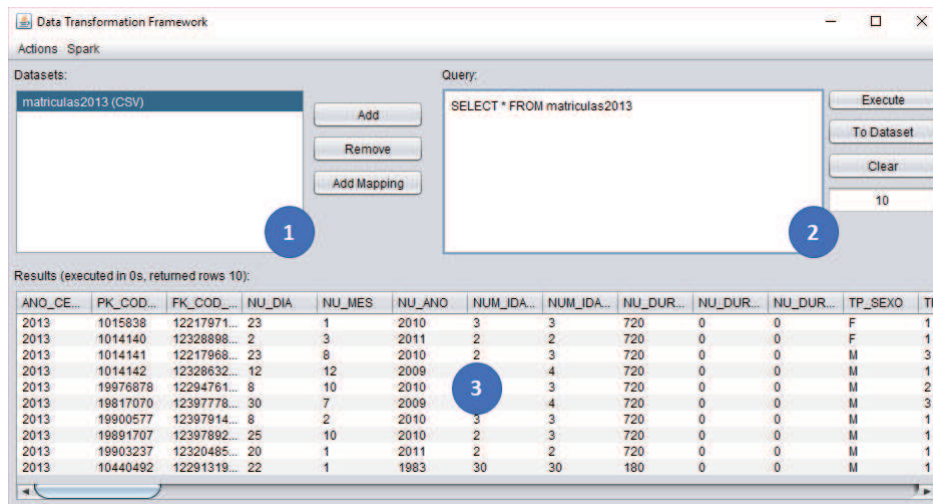 Data Transformation Framework
Actions Spark
Datasets:
Query:
matriculas2013 (CSV)
Add
Remove
Add Mapping
1
SELECT * FROM matriculas2013
Execute
To Dataset
Clear
10
2
Results (executed in 0s, returned rows 10):
ANO_CE... PK_COD... FK_COD_... NU_DIA NU_MES NU_ANO NUM_IDA... NUM_IDA... NU_DUR... NU_DUR... NU_DUR... TP_SEXO
2013 1015838 12217971... 23 1 2010 3 3 720 0 0 F 1
2013 1014140 12328898... 2 3 2011 2 2 720 0 0 F 1
2013 1014141 12217968... 23 8 2010 2 3 720 0 0 M 3
2013 1014142 12328632... 12 12 2009 4 720 0 0 M 1
2013 19976878 12294761... 8 10 2010 3 720 0 0 M 2
2013 19817070 12397778... 30 7 2009 4 720 0 0 M 3
2013 19900577 12397914... 8 2 2010 3 3 720 0 0 M 1
2013 19891707 12397892... 25 10 2010 2 3 720 0 0 M 1
2013 19903237 12320485... 20 1 2011 2 2 720 0 0 M 1
2013 10440492 12291319... 22 1 1983 30 30 180 0 0 M 1
3